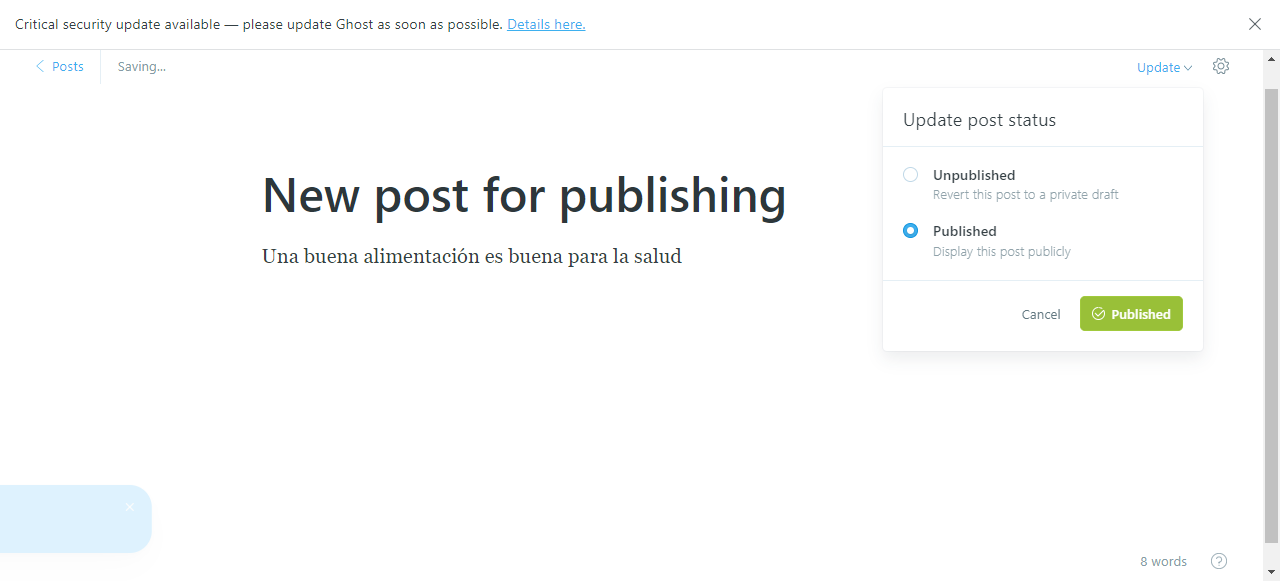 Critical security update available — please update Ghost as soon as possible. Details here.
Posts
Saving...
Update
Update post status
Unpublished
Revert this post to a private draft
Published
Display this post publicly
Cancel
Published
New post for publishing
Una buena alimentación es buena para la salud
8 words